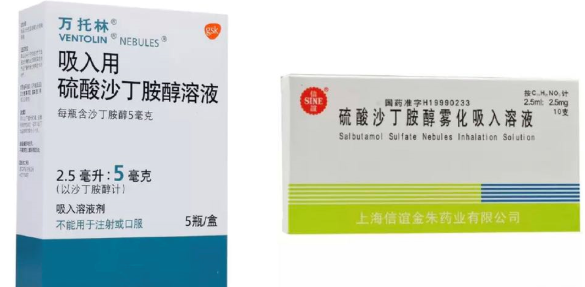 万托林®
VENTOLIN® NEBULES®
gsk
吸入用
硫酸沙丁胺醇溶液
每瓶含沙丁胺醇5毫克
2.5 毫升：5 毫克
(以沙丁胺醇计)
吸入溶液剂
不能用于注射或口服
5瓶/盒
信
SINE
谊
国药准字H19990233
按C₁₃H₂₁NO₃计
2.5ml: 2.5mg
10支
硫酸沙丁胺醇雾化吸入溶液
Salbutamol Sulfate Nebules Inhalation Solution
上海信谊金朱药业有限公司